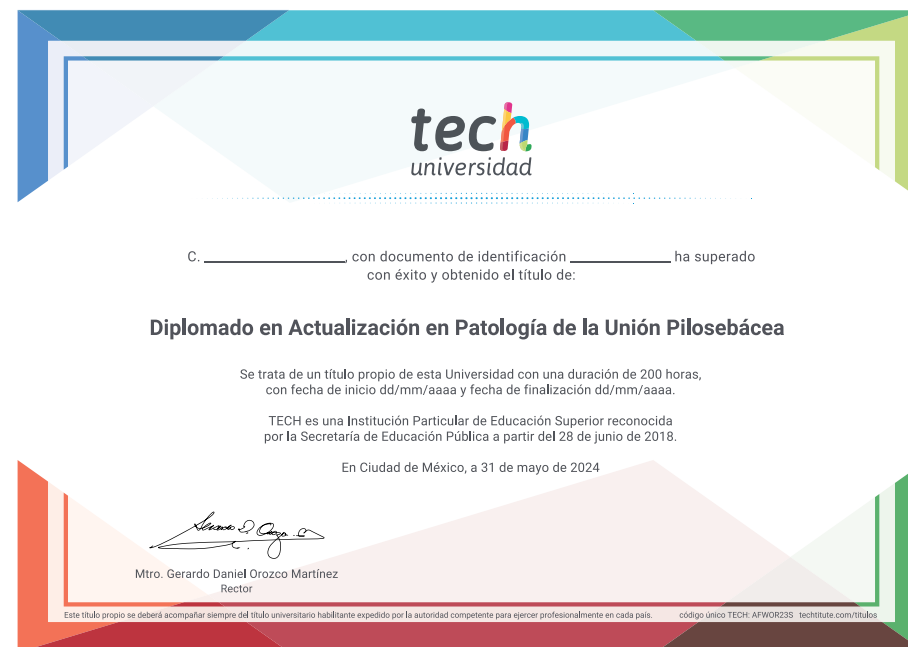 tech
universidad
C. ____________, con documento de identificación ____________ ha superado
con éxito y obtenido el título de:
Diplomado en Actualización en Patología de la Unión Pilosebácea
Se trata de un título propio de esta Universidad con una duración de 200 horas,
con fecha de inicio dd/mm/aaaa y fecha de finalización dd/mm/aaaa.
TECH es una Institución Particular de Educación Superior reconocida
por la Secretaría de Educación Pública a partir del 28 de junio de 2018.
En Ciudad de México, a 31 de mayo de 2024
Mtro. Gerardo Daniel Orozco Martínez
Rector
Este título propio se deberá acompañar siempre del título universitario habilitante expedido por la autoridad competente para ejercer profesionalmente en cada país. código único TECH: AFWOR23S techtitute.com/titulos